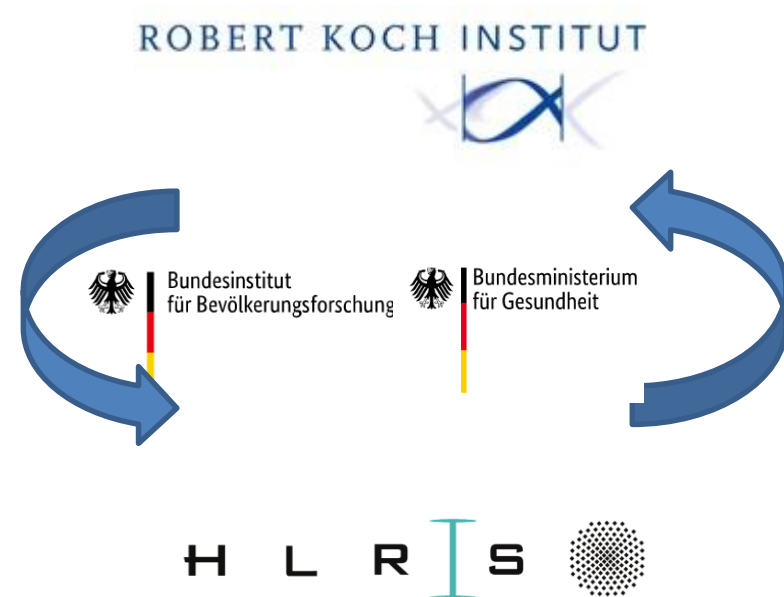 ROBERT KOCH INSTITUT
Bundesinstitut
für Bevölkerungsforschung
Bundesministerium
für Gesundheit
H L R I S